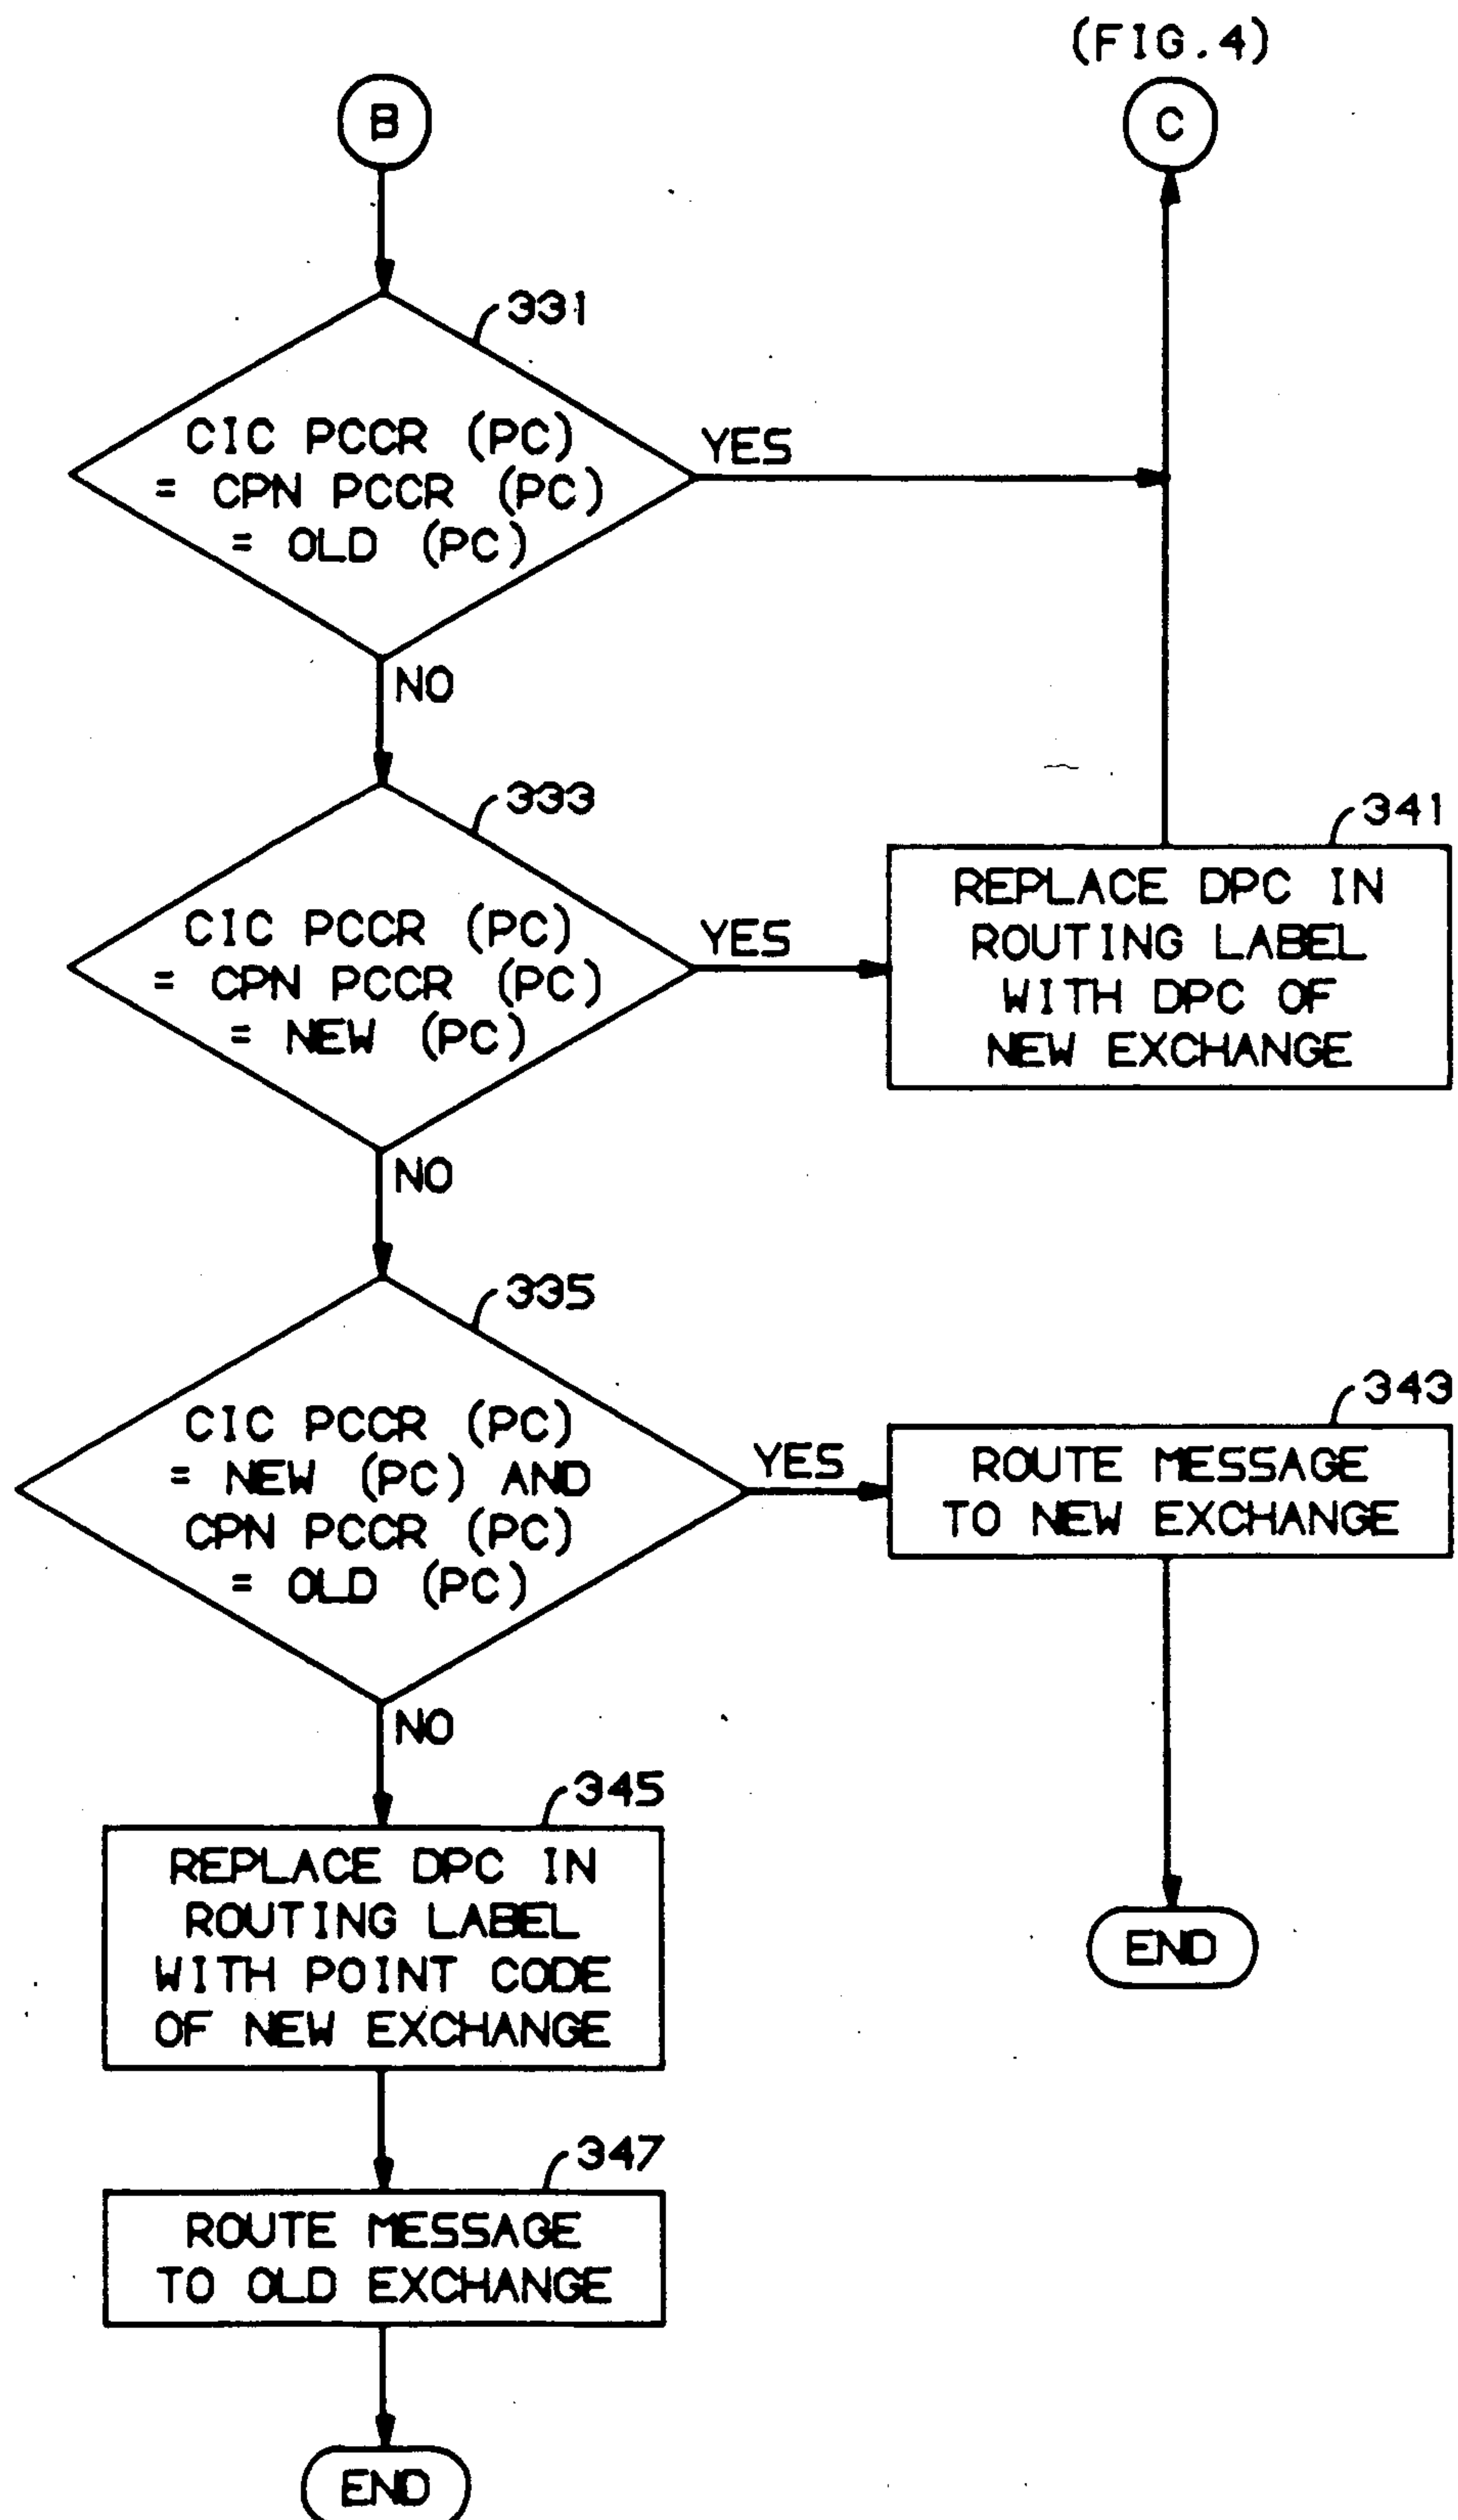 (FIG.4)
B
C
331
CIC PCCR (PC)
= CPN PCCR (PC)
= OLD (PC)
YES
NO
333
CIC PCCR (PC)
= CPN PCCR (PC)
= NEW (PC)
YES
341
REPLACE DPC IN
ROUTING LABEL
WITH DPC OF
NEW EXCHANGE
NO
335
CIC PCCR (PC)
= NEW (PC) AND
CPN PCCR (PC)
= OLD (PC)
YES
343
ROUTE MESSAGE
TO NEW EXCHANGE
END
NO
345
REPLACE DPC IN
ROUTING LABEL
WITH POINT CODE
OF NEW EXCHANGE
347
ROUTE MESSAGE
TO OLD EXCHANGE
END